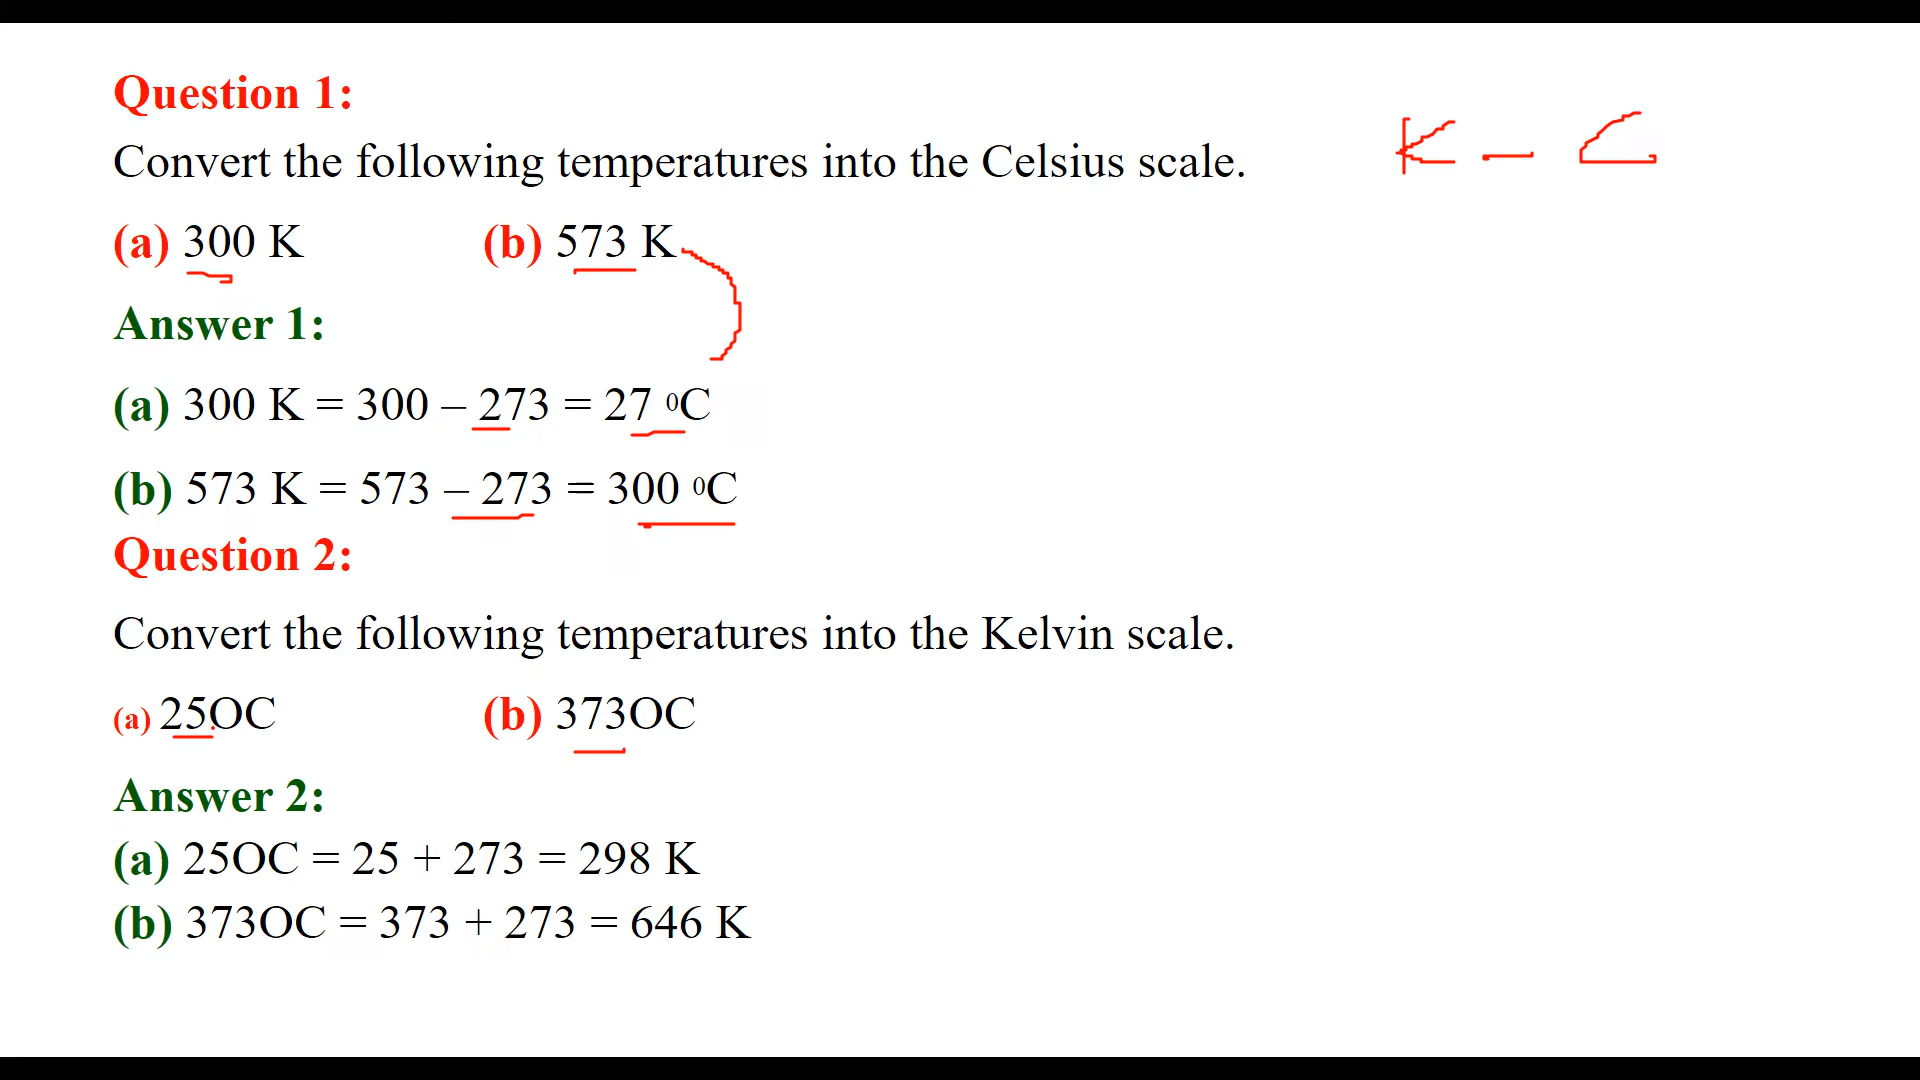 Question 1:
Convert the following temperatures into the Celsius scale. K – C
(a) 300 K (b) 573 K
Answer 1:
(a) 300 K = 300 – 273 = 27 ⁰C
(b) 573 K = 573 – 273 = 300 ⁰C
Question 2:
Convert the following temperatures into the Kelvin scale.
(a) 25OC (b) 373OC
Answer 2:
(a) 25OC = 25 + 273 = 298 K
(b) 373OC = 373 + 273 = 646 K